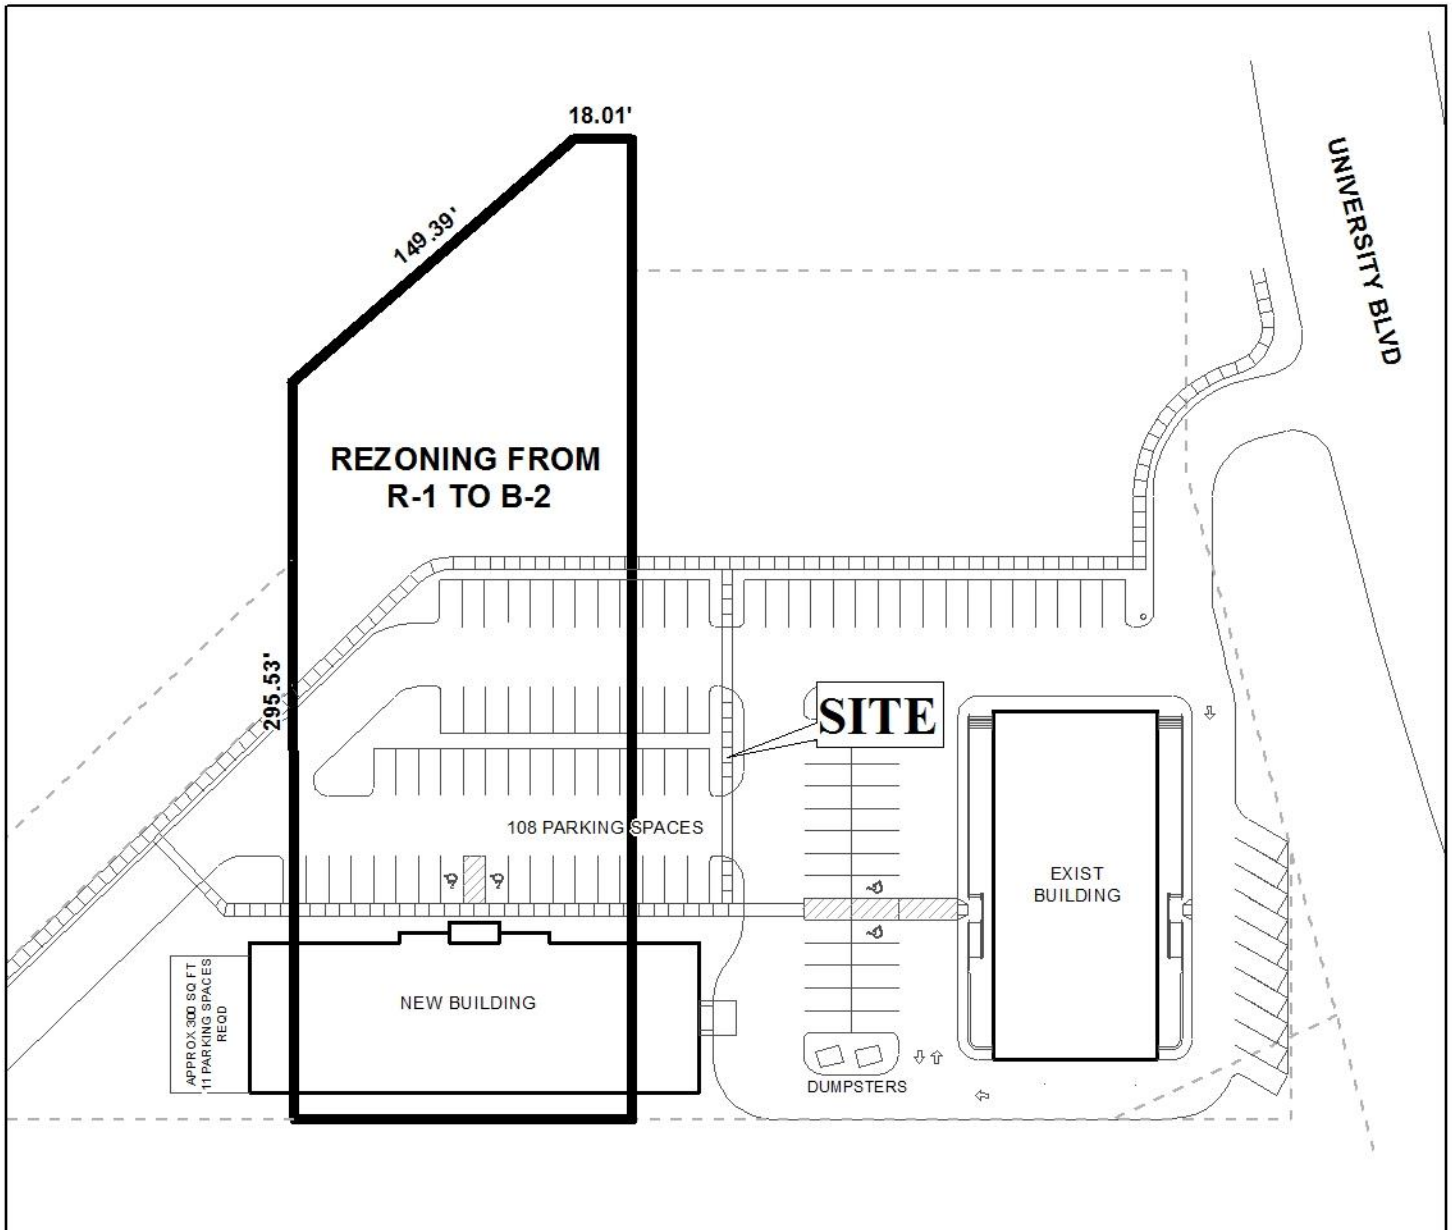 18.01'
149.39'
UNIVERSITY BLVD
REZONING FROM
R-1 TO B-2
295.53'
SITE
108 PARKING SPACES
EXIST
BUILDING
APPROX 300 SQ FT
11 PARKING SPACES
REQD
NEW BUILDING
DUMPSTERS